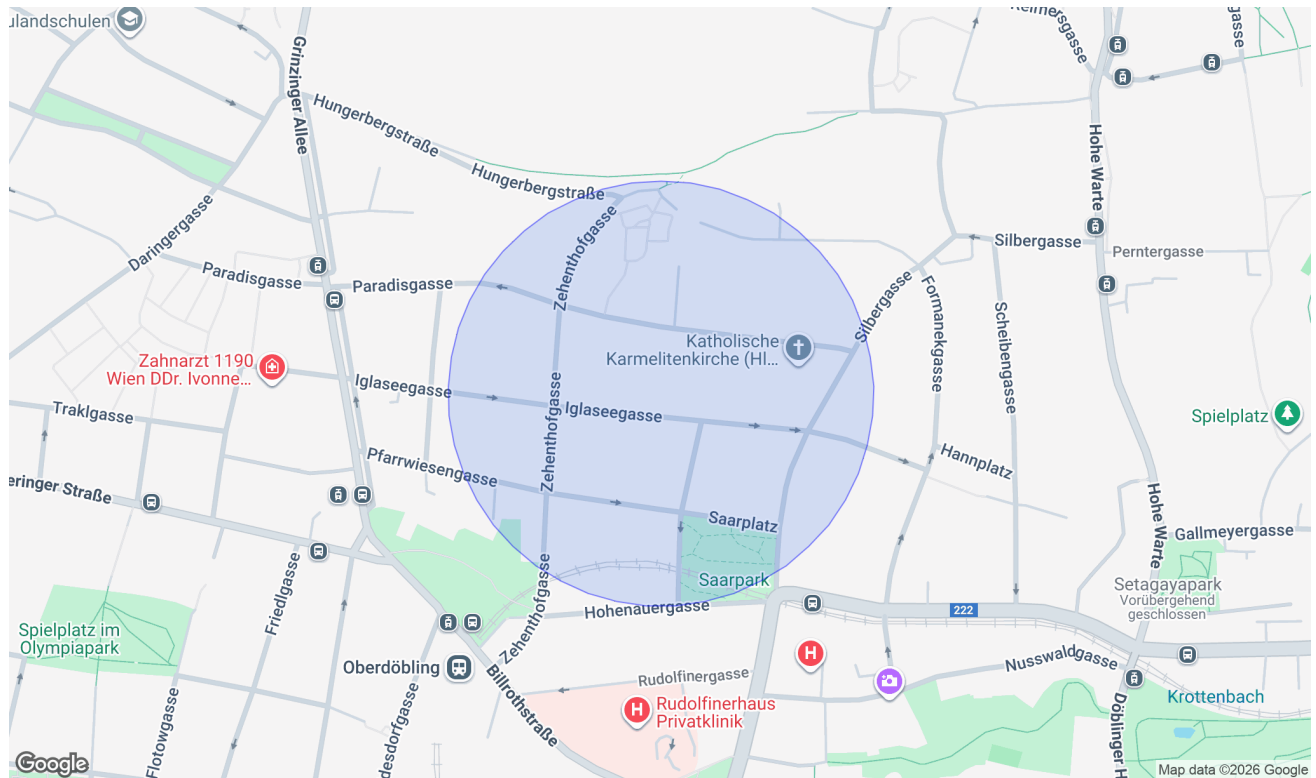 ulandschulen
Grinzinger Allee
Hungerbergstraße
Hungerbergstraße
Reimersgasse
gasse
Hohe Warte
Daringergasse
Paradisgasse
Paradisgasse
Zehenthofgasse
Silbergasse
Silbergasse
Perntergasse
Formanekgasse
Scheibengasse
Katholische
Karmelitenkirche (Hl...
Zahnarzt 1190
Wien DDr. Ivonne...
Iglaseegasse
Iglaseegasse
Traklgasse
Spielplatz
Zehenthofgasse
Pfarrwiesengasse
Hannplatz
eringer Straße
Saarplatz
Hohe Warte
Gallmeyergasse
Saarpark
Setagayapark
Vorübergehend
geschlossen
Friedlgasse
Zehenthofgasse
Hohenauergasse
222
Spielplatz im
Olympiapark
Oberdöbling
Billrothstraße
Rudolfinergasse
H
Nusswaldgasse
H
Rudolfinerhaus
Privatklinik
Krottenbach
Flotowgasse
desdorfgasse
Döblinger H
Google
Map data ©2026 Google